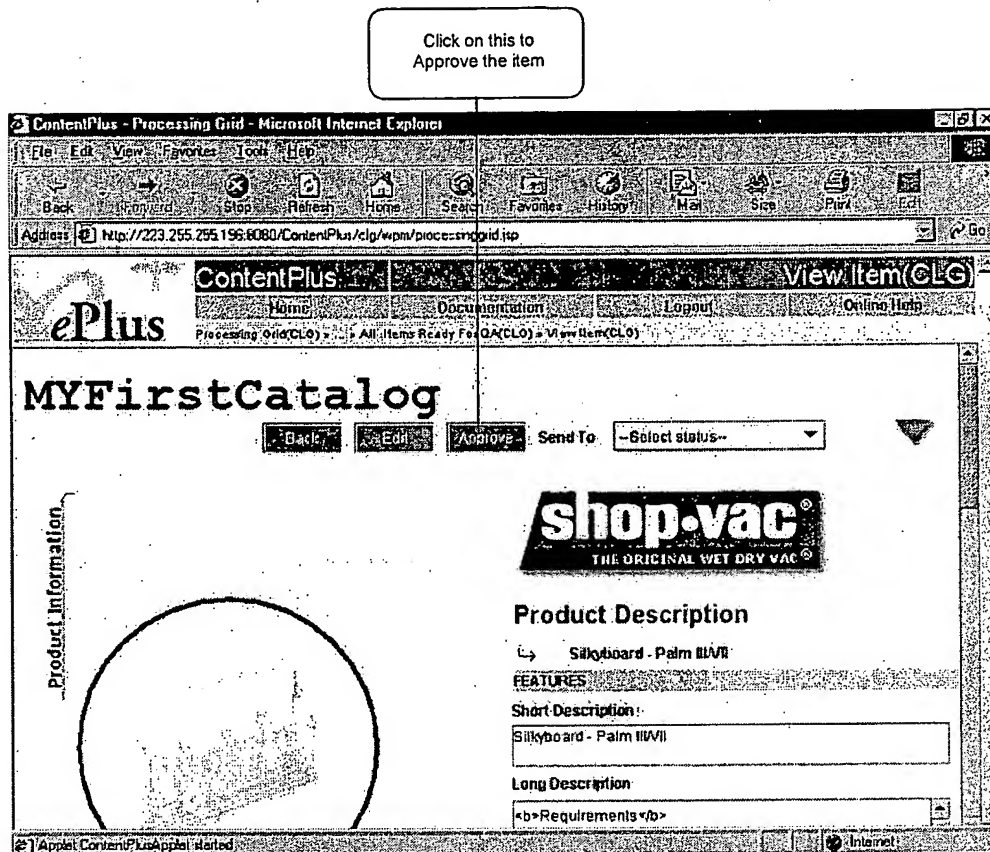 Click on this to
Approve the item
ContentPlus - Processing Grid - Microsoft Internet Explorer
File Edit View Favorites Tools Help
Back Forward Stop Refresh Home Search Favorites History Mail Size Print Edit
Address http://223.255.255.196:8080/ContentPlus/clg/wpm/processinggrid.jsp Go
ePlus
ContentPlus View Item(CLG)
Home Documentation Logout Online Help
Processing Grid(CLG) » ... » All Items Ready For QA(CLG) » View Item(CLG)
MYFirstCatalog
Back Edit Approve Send To --Select status--
Product Information
shop•vac®
THE ORIGINAL WET DRY VAC®
Product Description
Silkyboard - Palm III/VII
FEATURES
Short Description:
Silkyboard - Palm III/VII
Long Description
<b>Requirements</b>
Applet ContentPlusApplet started Internet